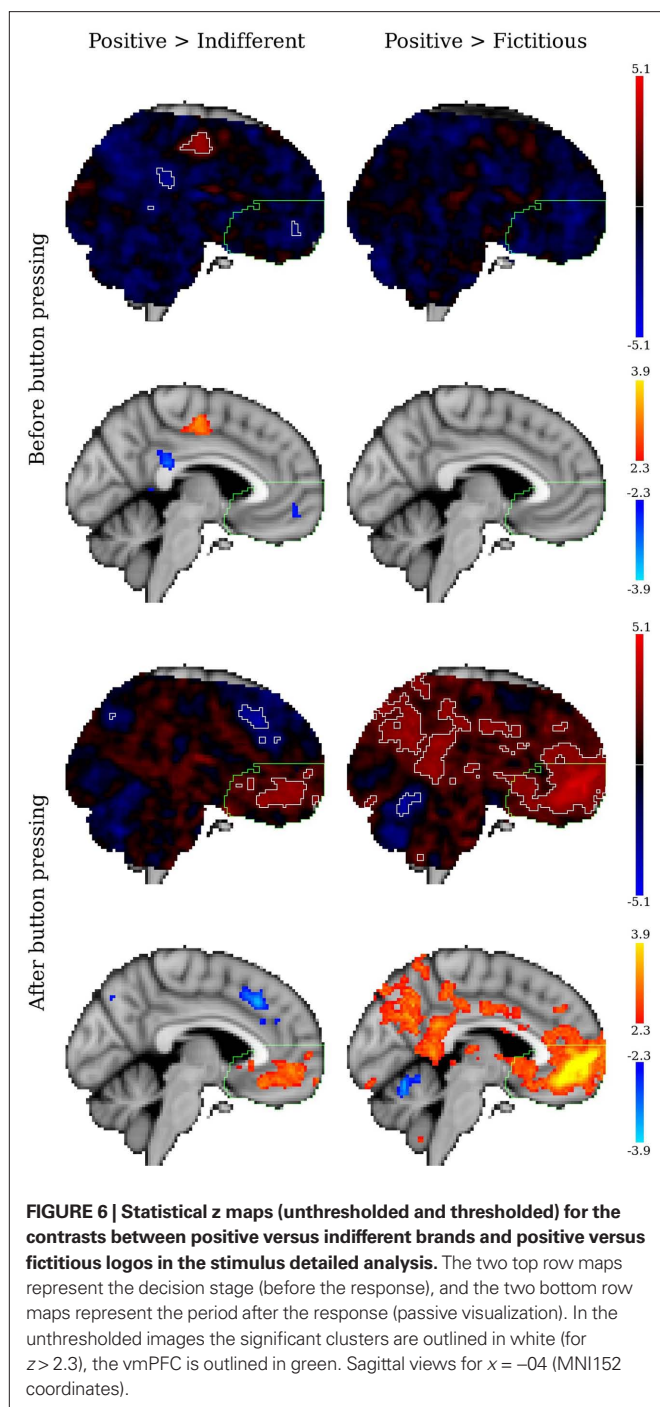 Positive > Indifferent
Positive > Fictitious
Before button pressing
5.1
-5.1
3.9
2.3
-2.3
-3.9
After button pressing
5.1
-5.1
3.9
2.3
-2.3
-3.9
FIGURE 6 | Statistical z maps (unthresholded and thresholded) for the
contrasts between positive versus indifferent brands and positive versus
fictitious logos in the stimulus detailed analysis. The two top row maps
represent the decision stage (before the response), and the two bottom row
maps represent the period after the response (passive visualization). In the
unthresholded images the significant clusters are outlined in white (for
z > 2.3), the vmPFC is outlined in green. Sagittal views for x = –04 (MNI152
coordinates).